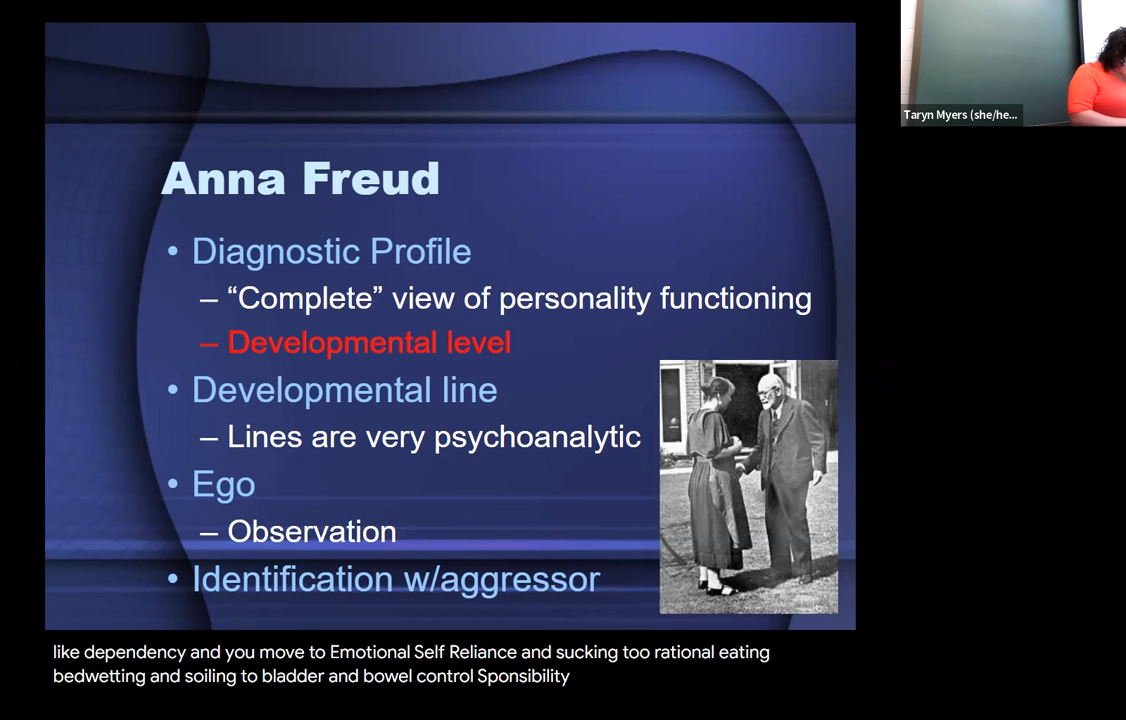 Anna Freud
• Diagnostic Profile
– “Complete” view of personality functioning
– Developmental level
• Developmental line
– Lines are very psychoanalytic
• Ego
– Observation
• Identification w/aggressor
Taryn Myers (she/he...
like dependency and you move to Emotional Self Reliance and sucking too rational eating
bedwetting and soiling to bladder and bowel control Sponsibility